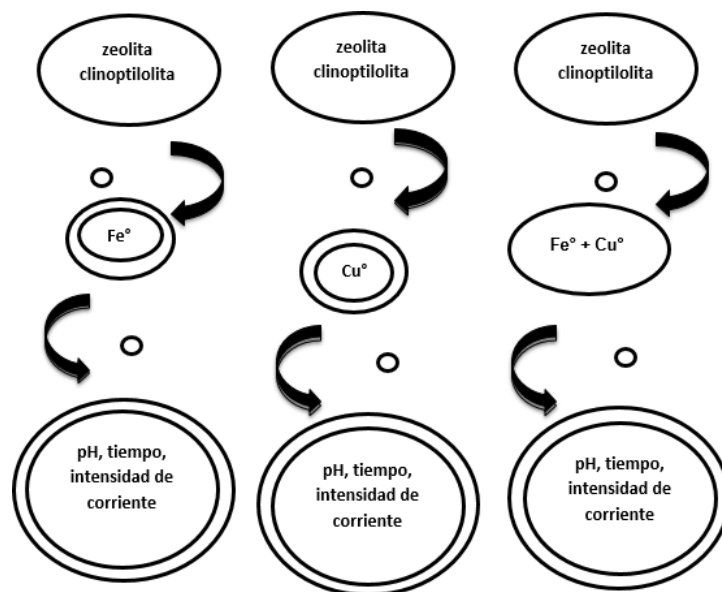 zeolita
clinoptilolita
zeolita
clinoptilolita
zeolita
clinoptilolita
Fe°
Cu°
Fe° + Cu°
pH, tiempo,
intensidad de
corriente
pH, tiempo,
intensidad de
corriente
pH, tiempo,
intensidad de
corriente